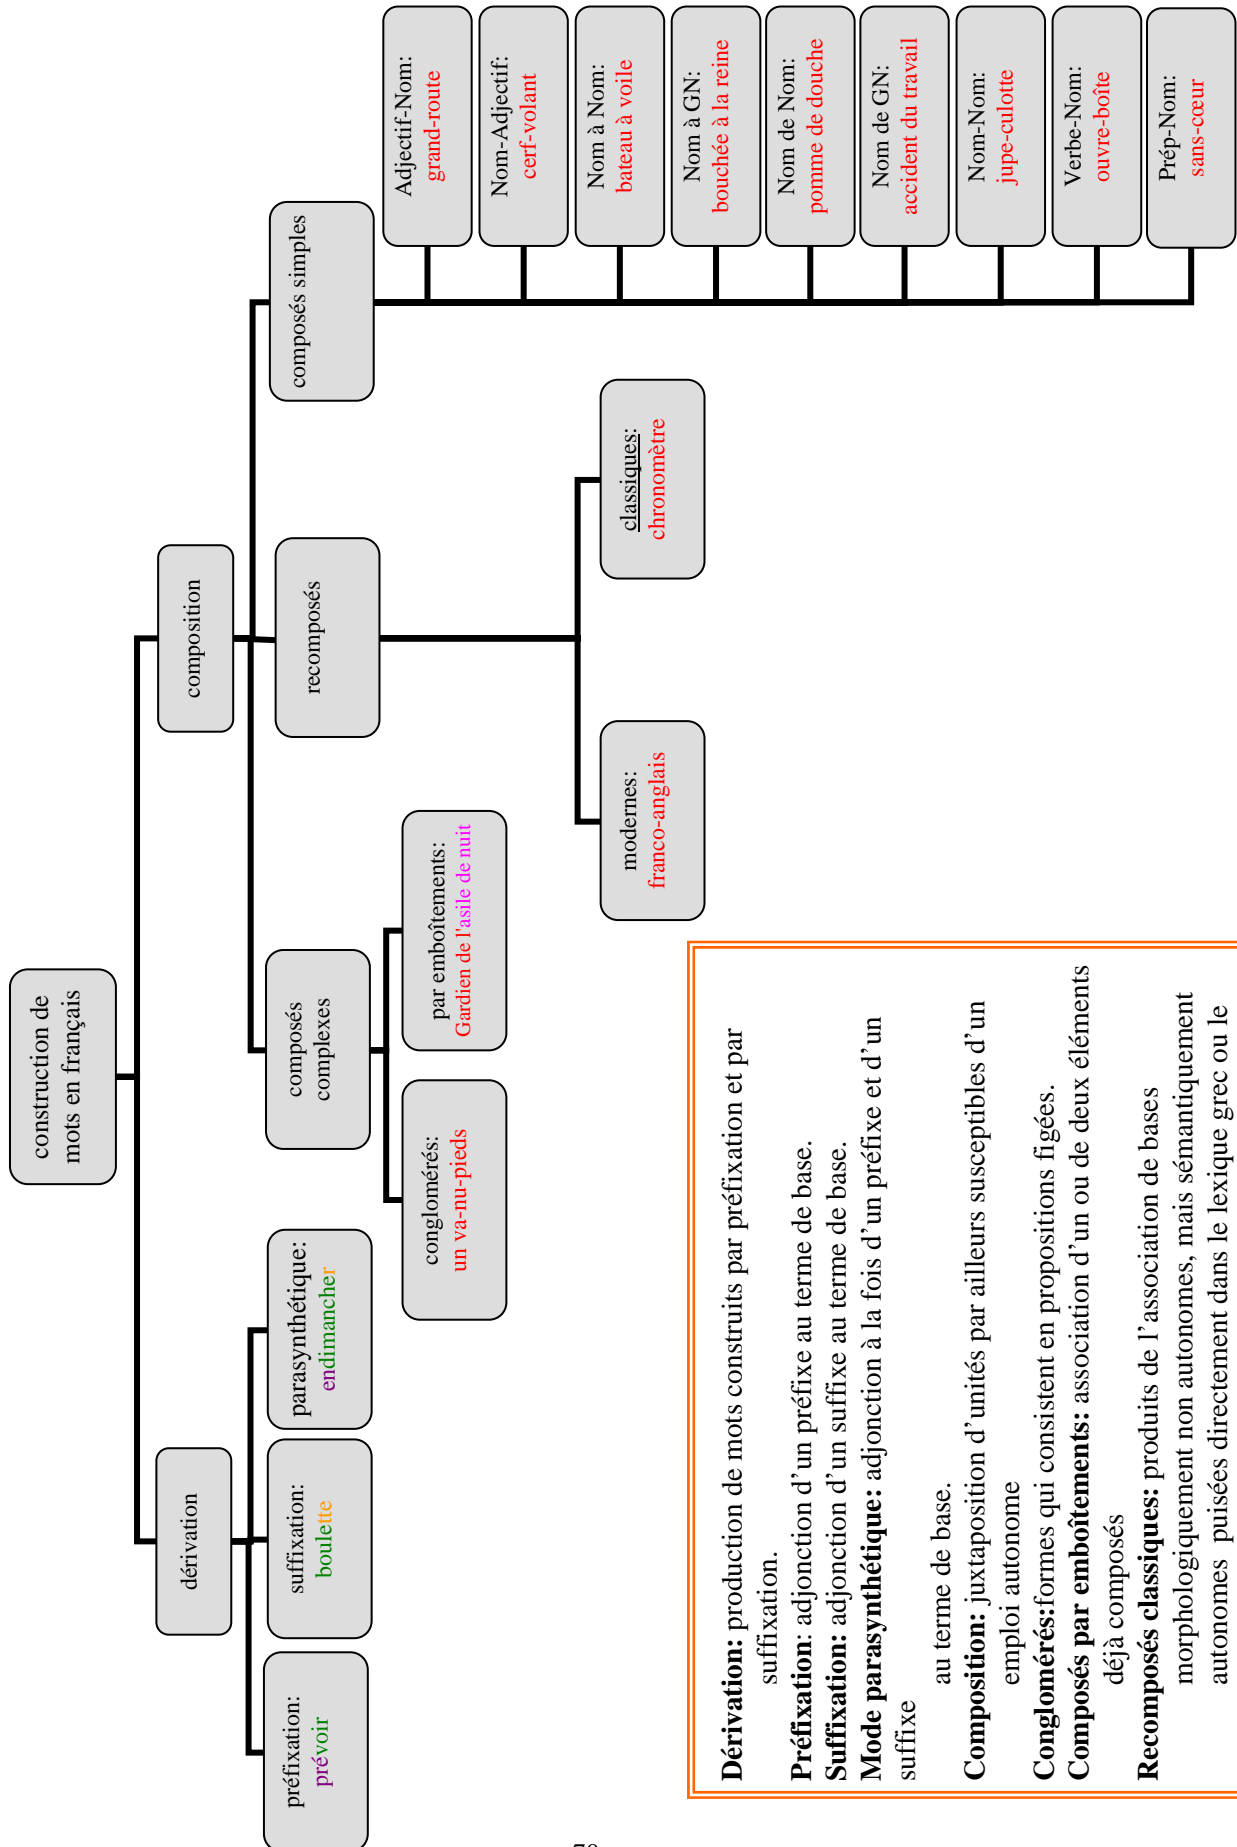 construction de
mots en français
dérivation
composition
préfixation:
prévoir
suffixation:
boulette
parasynthétique:
endimancher
composés
complexes
recomposés
composés simples
conglomérés:
un va-nu-pieds
par emboîtements:
Gardien de l'asile de nuit
modernes:
franco-anglais
classiques:
chronomètre
Adjectif-Nom:
grand-route
Nom-Adjectif:
cerf-volant
Nom à Nom:
bateau à voile
Nom à GN:
bouchée à la reine
Nom de Nom:
pomme de douche
Nom de GN:
accident du travail
Nom-Nom:
jupe-culotte
Verbe-Nom:
ouvre-boîte
Prép-Nom:
sans-cœur
Dérivation: production de mots construits par préfixation et par
suffixation.
Préfixation: adjonction d'un préfixe au terme de base.
Suffixation: adjonction d'un suffixe au terme de base.
Mode parasynthétique: adjonction à la fois d'un préfixe et d'un
suffixe
au terme de base.
Composition: juxtaposition d'unités par ailleurs susceptibles d'un
emploi autonome
Conglomérés:formes qui consistent en propositions figées.
Composés par emboîtements: association d'un ou de deux éléments
déjà composés
Recomposés classiques: produits de l'association de bases
morphologiquement non autonomes, mais sémantiquement
autonomes puisées directement dans le lexique grec ou le